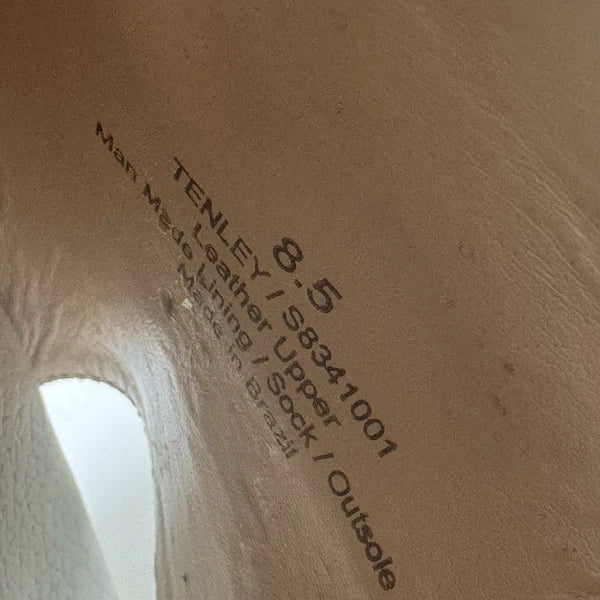 8.5
TENLEY / S8341001
Leather Upper
Man Made Lining / Sock / Outsole
Made in Brazil